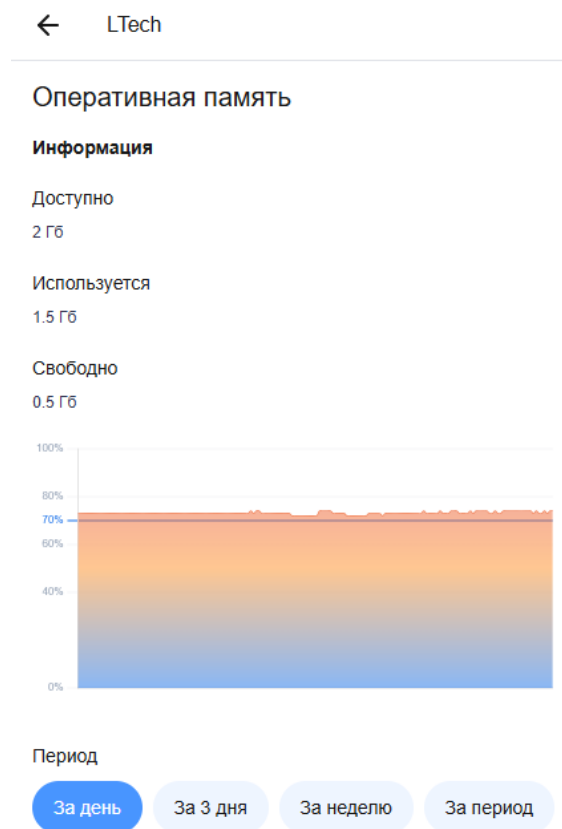 LTech
Оперативная память
Информация
Доступно
2 Гб
Используется
1.5 Гб
Свободно
0.5 Гб
100%
80%
70%
60%
40%
0%
Период
За день
За 3 дня
За неделю
За период